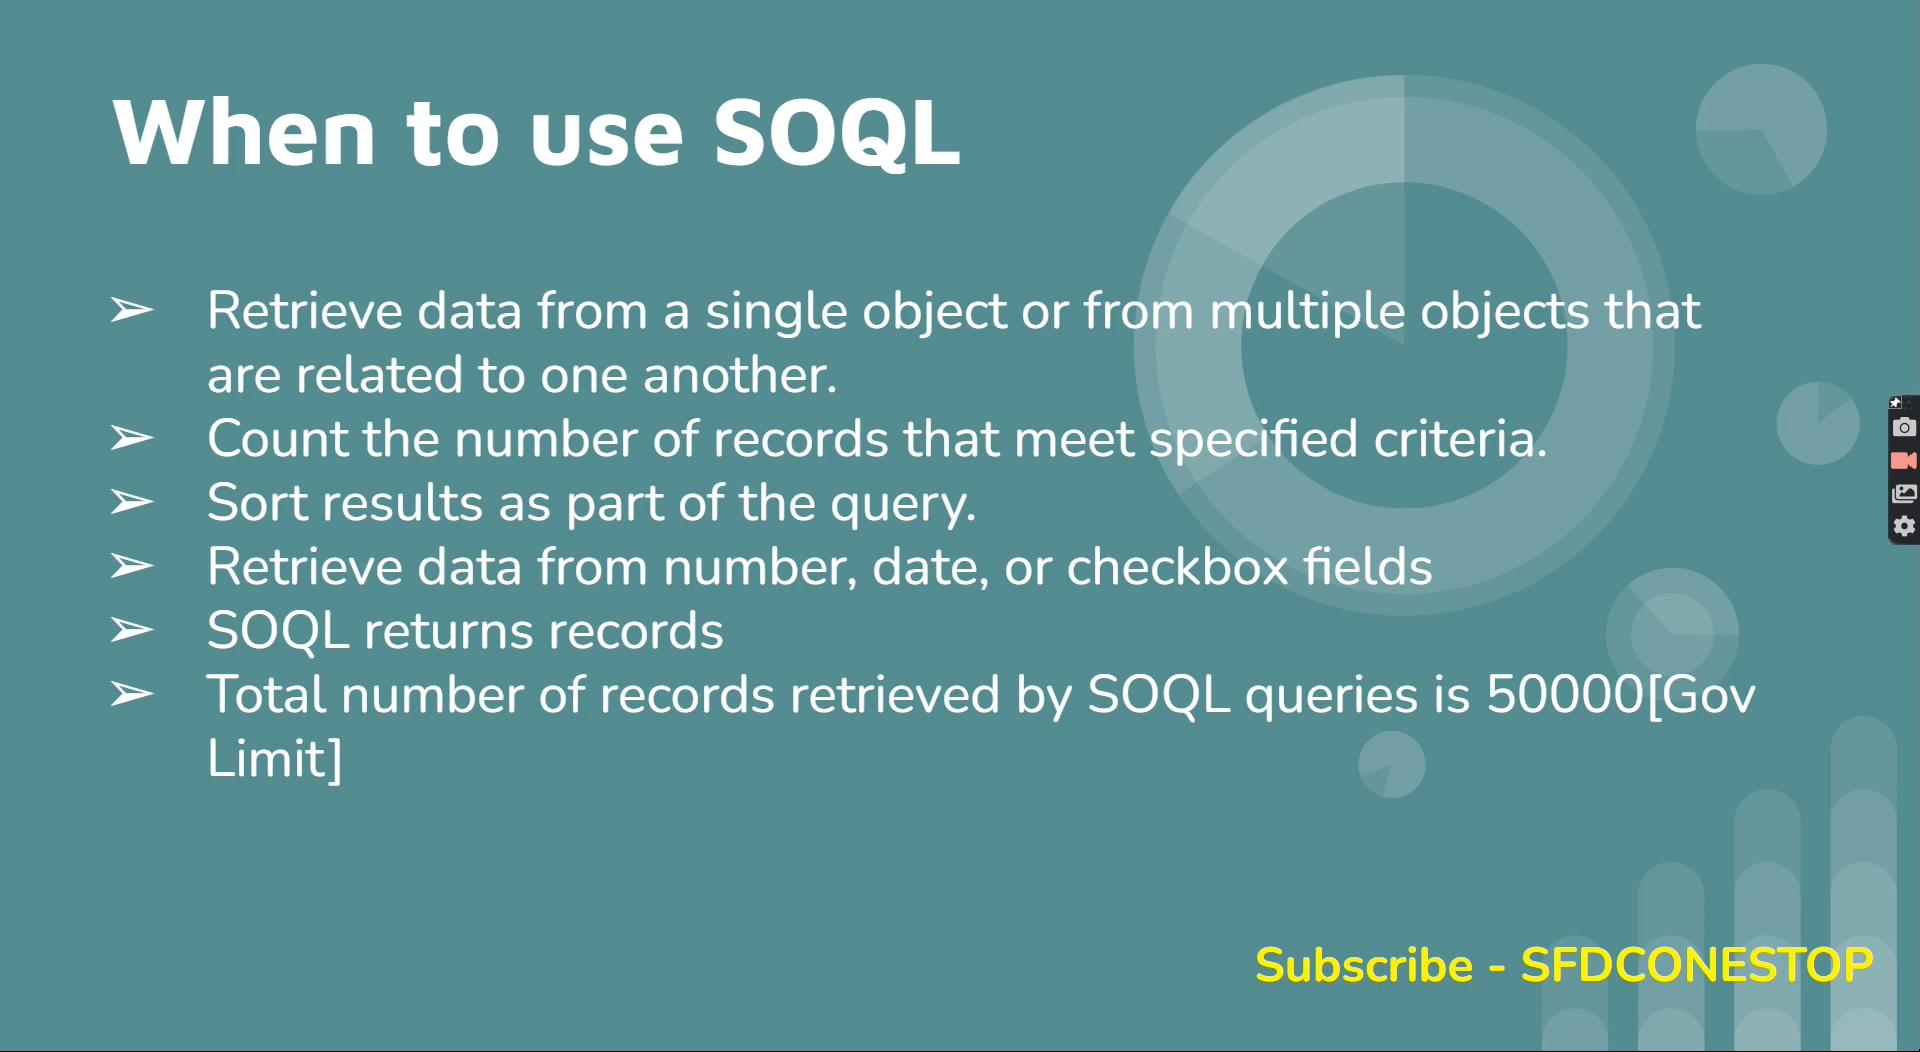 When to use SOQL
➢ Retrieve data from a single object or from multiple objects that
are related to one another.
➢ Count the number of records that meet specified criteria.
➢ Sort results as part of the query.
➢ Retrieve data from number, date, or checkbox fields
➢ SOQL returns records
➢ Total number of records retrieved by SOQL queries is 50000[Gov
Limit]
Subscribe - SFDCONESTOP